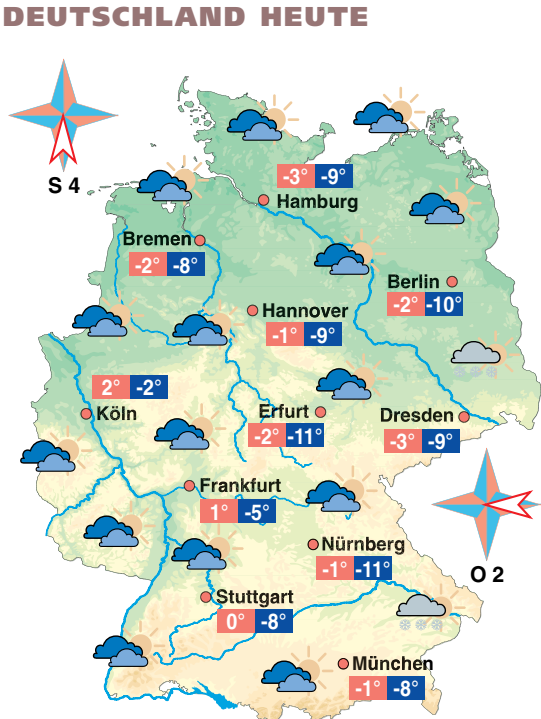 DEUTSCHLAND HEUTE
S 4
-3° -9°
Hamburg
Bremen
-2° -8°
Berlin
-2° -10°
Hannover
-1° -9°
2° -2°
Köln
Erfurt
-2° -11°
Dresden
-3° -9°
Frankfurt
1° -5°
Nürnberg
-1° -11°
O 2
Stuttgart
0° -8°
München
-1° -8°